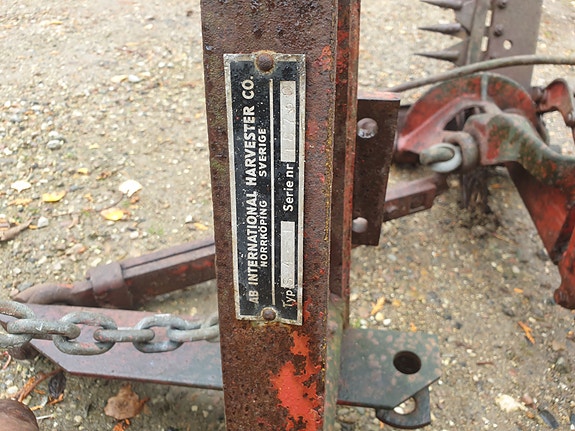 AB INTERNATIONAL HARVESTER CO.
NORRKÖPING SVERIGE
Typ Serie nr